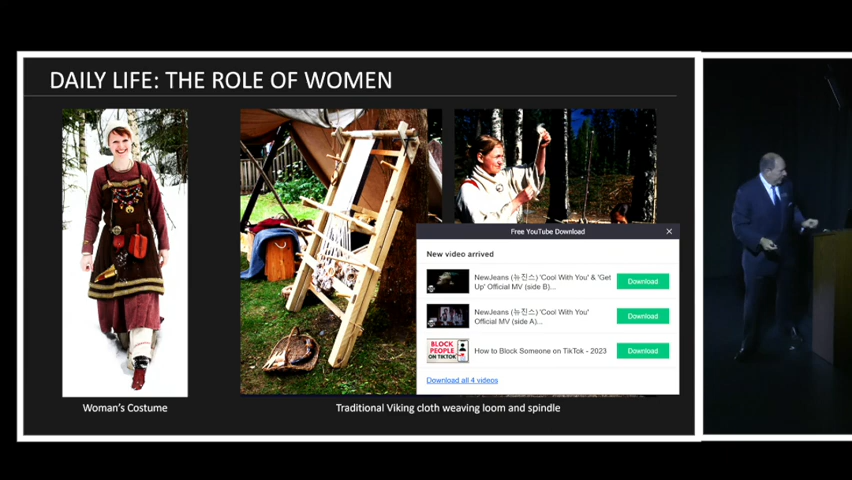 DAILY LIFE: THE ROLE OF WOMEN
Free YouTube Download
New video arrived
NewJeans (뉴진스) 'Cool With You' & 'Get
Up' Official MV (side B)...
Download
NewJeans (뉴진스) 'Cool With You'
Official MV (side A)...
Download
BLOCK
PEOPLE
ON TIKTOK
How to Block Someone on TikTok - 2023
Download
Download all 4 videos
Woman's Costume
Traditional Viking cloth weaving loom and spindle